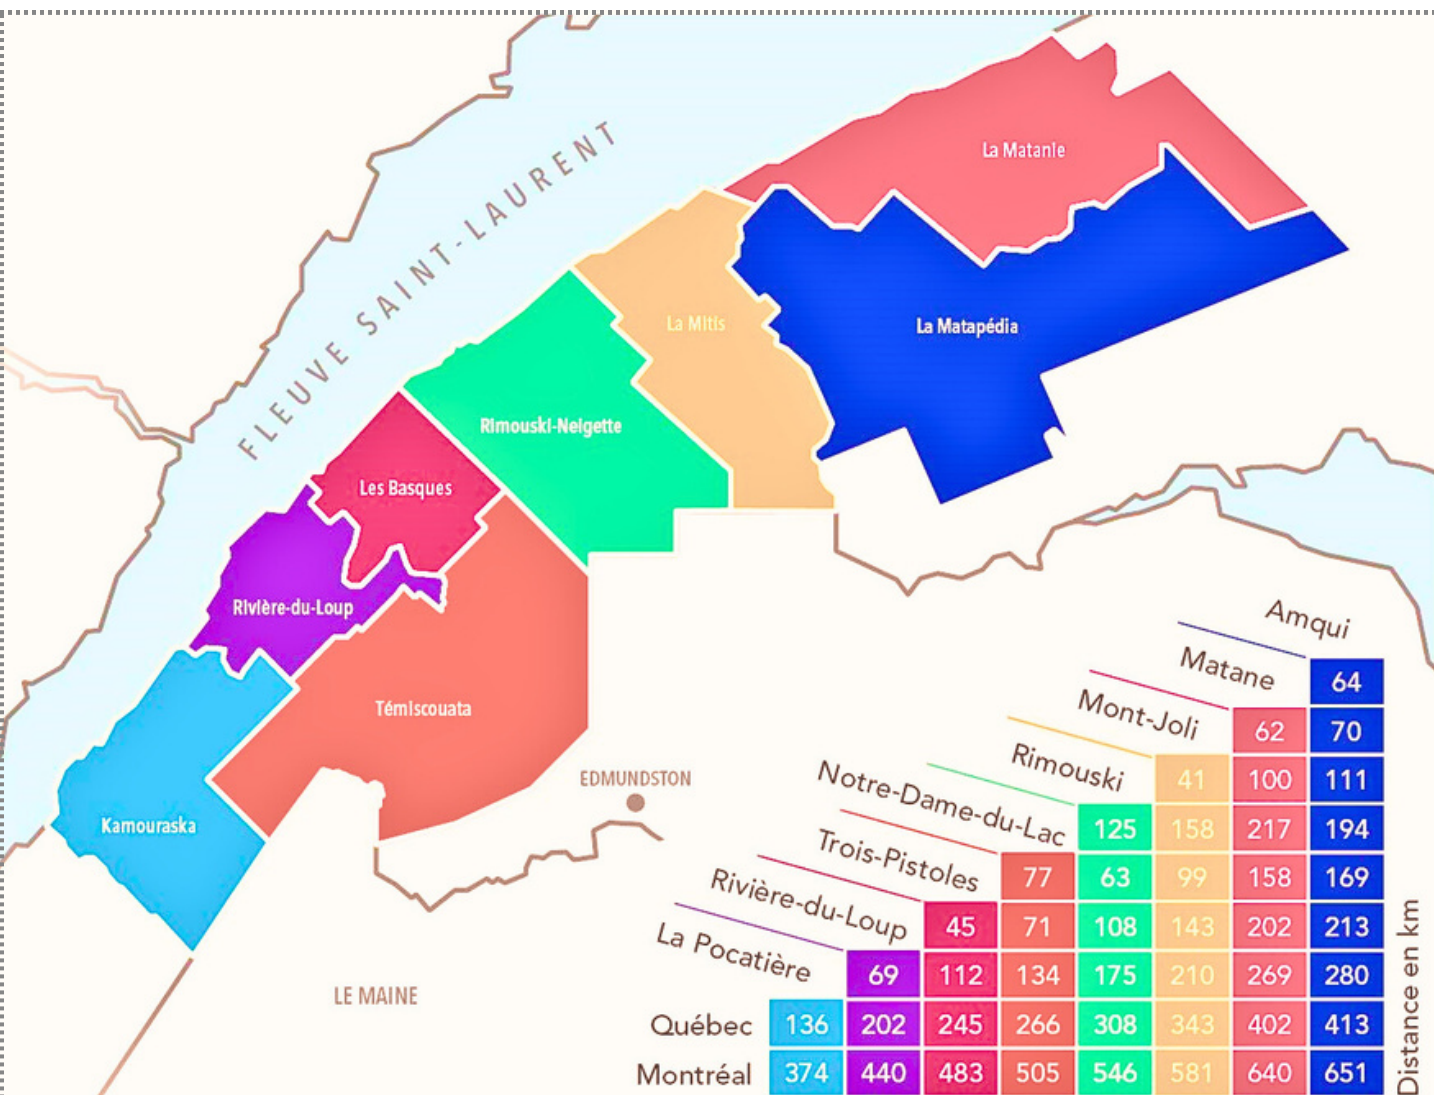 FLEUVE SAINT-LAURENT
La Matanie
La Matapédia
La Mitis
Rimouski-Neigette
Les Basques
Rivière-du-Loup
Témiscouata
Kamouraska
EDMUNDSTON
LE MAINE
Amqui
Matane 64
Mont-Joli 62 70
Rimouski 41 100 111
Notre-Dame-du-Lac 125 158 217 194
Trois-Pistoles 77 63 99 158 169
Rivière-du-Loup 45 71 108 143 202 213
La Pocatière 69 112 134 175 210 269 280
Québec 136 202 245 266 308 343 402 413
Montréal 374 440 483 505 546 581 640 651
Distance en km